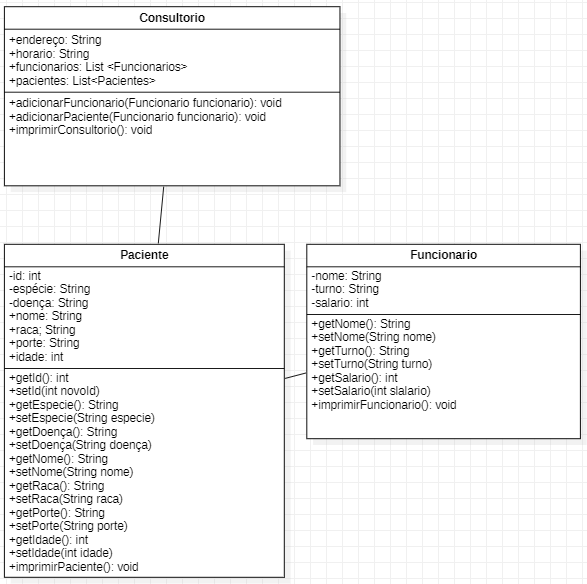 Consultorio
+endereço: String
+horario: String
+funcionarios: List <Funcionarios>
+pacientes: List<Pacientes>
+adicionarFuncionario(Funcionario funcionario): void
+adicionarPaciente(Funcionario funcionario): void
+imprimirConsultorio(): void
Paciente
-id: int
-espécie: String
-doença: String
+nome: String
+raca; String
+porte: String
+idade: int
+getId(): int
+setId(int novoId)
+getEspecie(): String
+setEspecie(String especie)
+getDoença(): String
+setDoença(String doença)
+getNome(): String
+setNome(String nome)
+getRaca(): String
+setRaca(String raca)
+getPorte(): String
+setPorte(String porte)
+getIdade(): int
+setIdade(int idade)
+imprimirPaciente(): void
Funcionario
-nome: String
-turno: String
-salario: int
+getNome(): String
+setNome(String nome)
+getTurno(): String
+setTurno(String turno)
+getSalario(): int
+setSalario(int slalario)
+imprimirFuncionario(): void